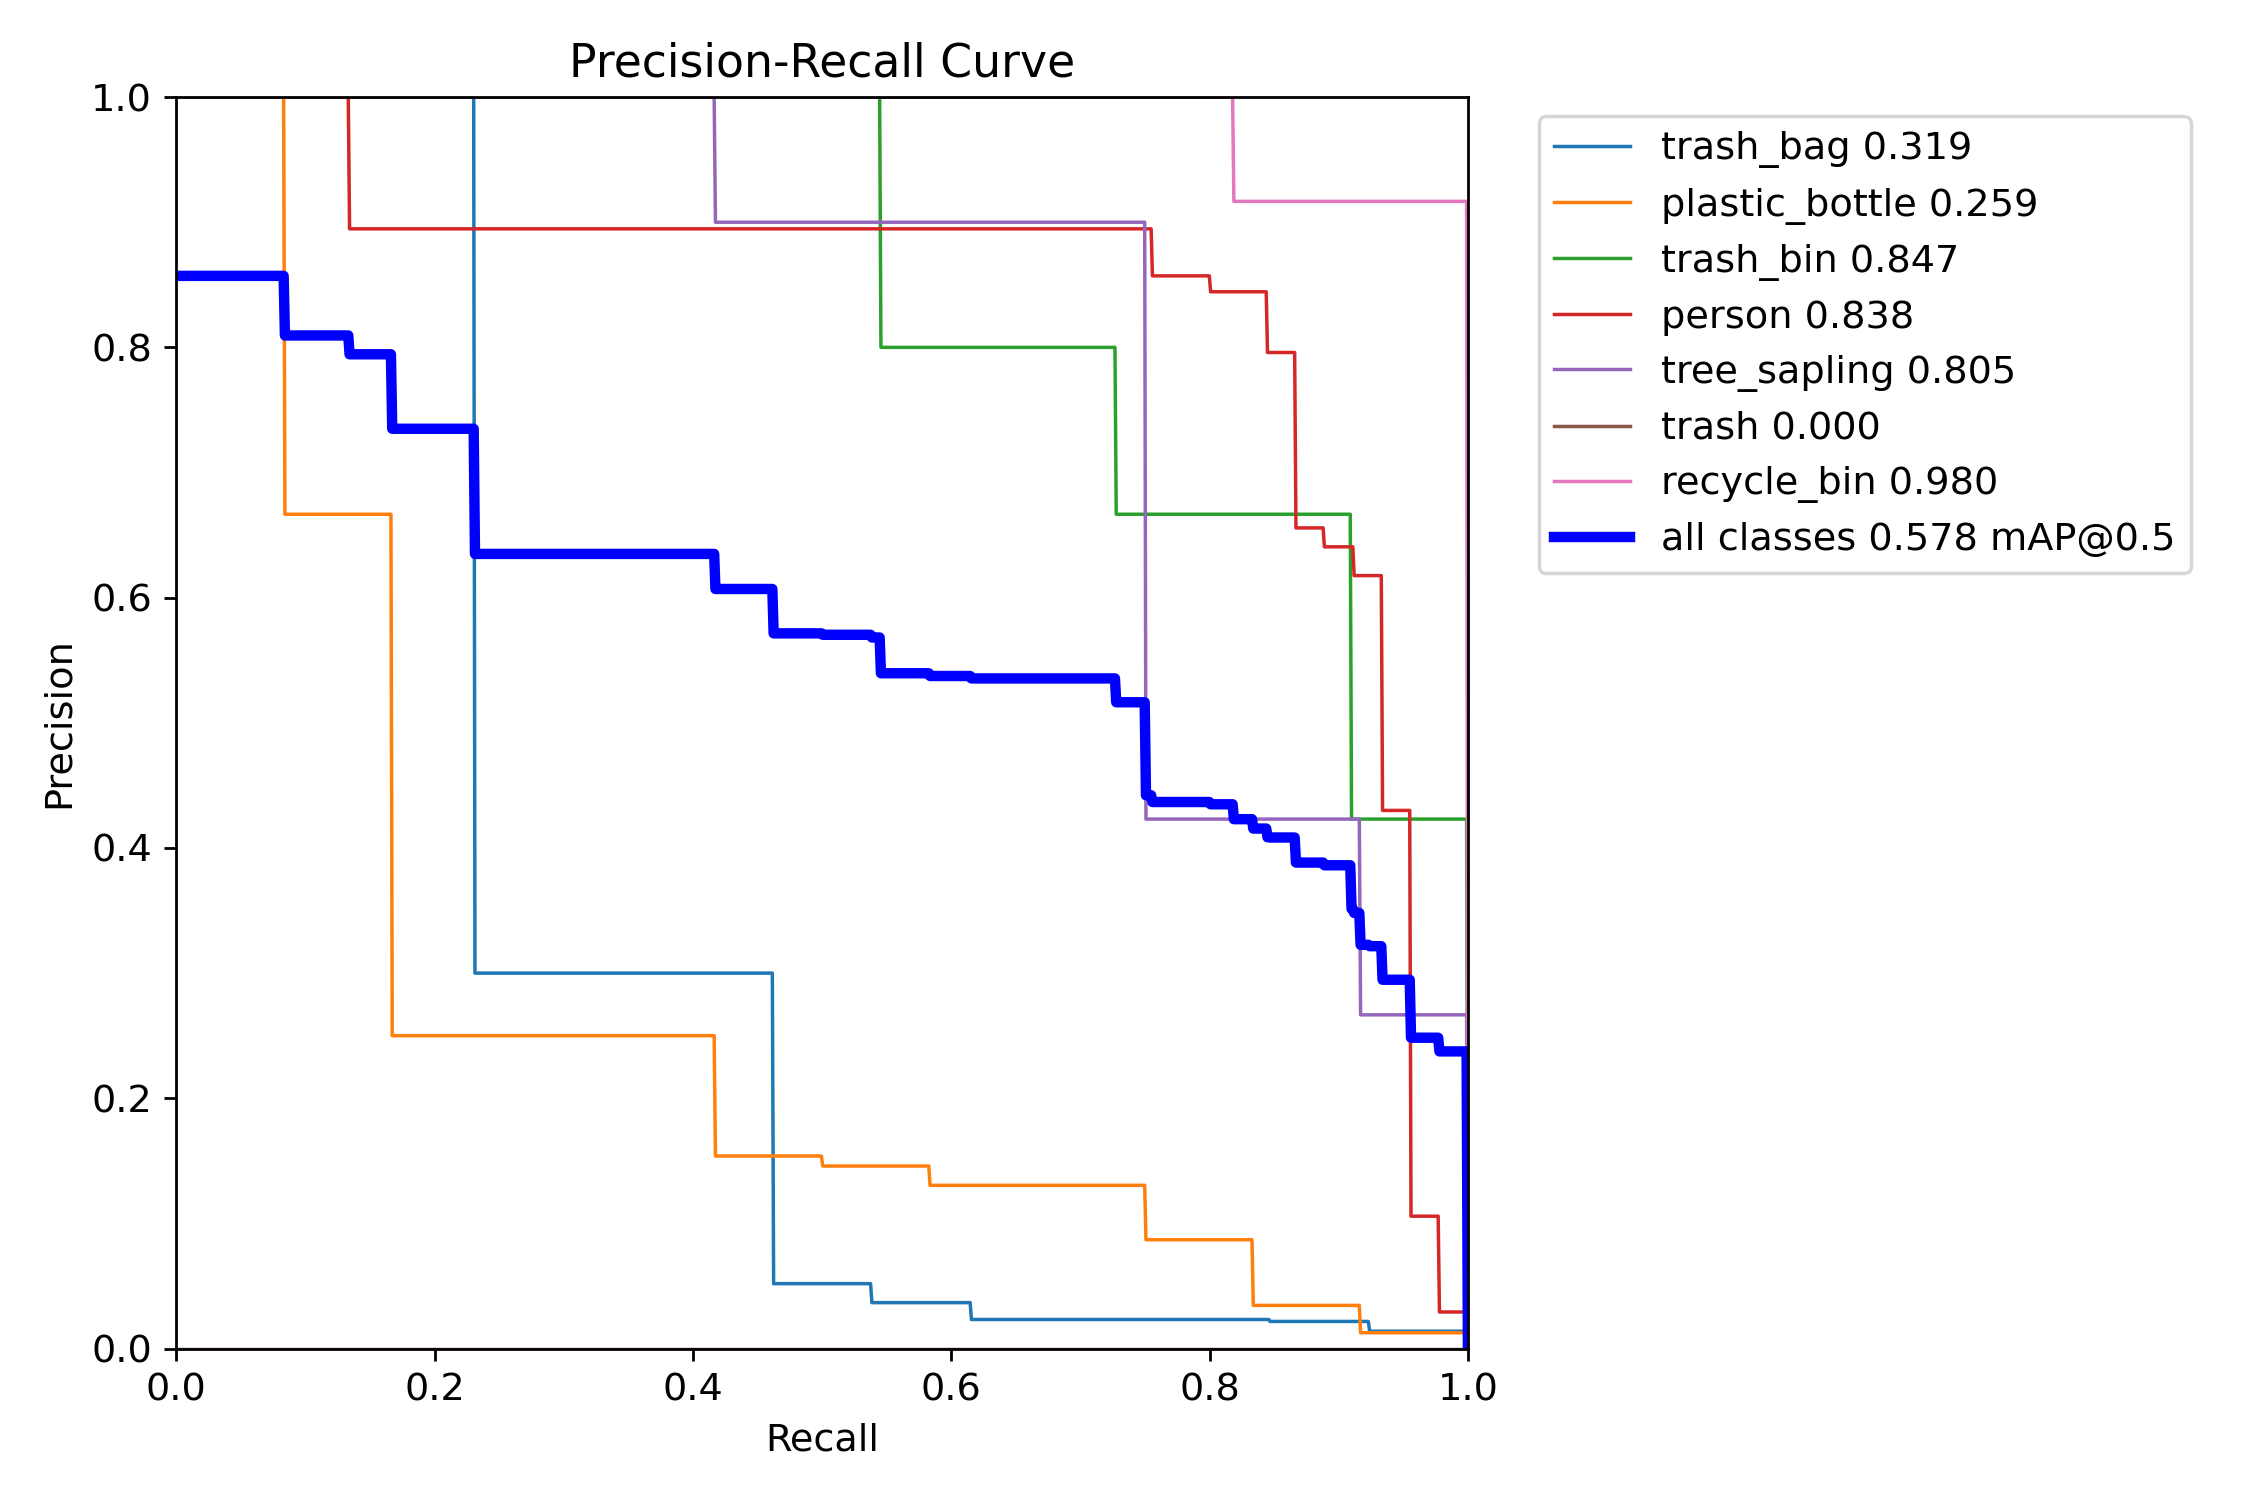 Precision-Recall Curve
1.0
0.8
0.6
0.4
0.2
0.0
Precision
0.0 0.2 0.4 0.6 0.8 1.0
Recall
trash_bag 0.319
plastic_bottle 0.259
trash_bin 0.847
person 0.838
tree_sapling 0.805
trash 0.000
recycle_bin 0.980
all classes 0.578 mAP@0.5